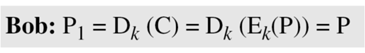 Bob: P₁ = Dₖ (C) = Dₖ (Eₖ(P)) = P